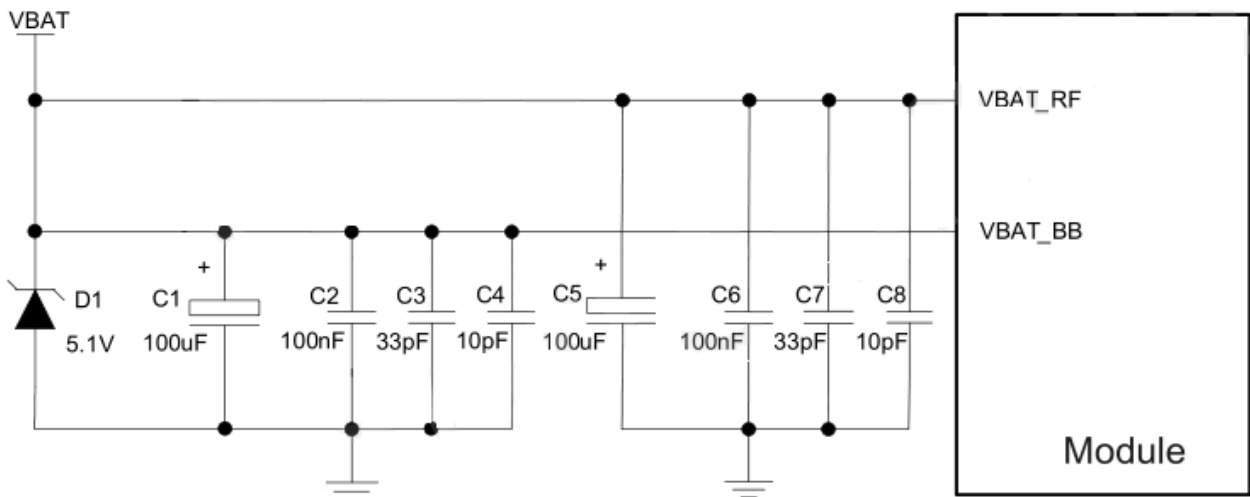 VBAT
VBAT_RF
VBAT_BB
+
+
D1
C1
C2
C3
C4
C5
C6
C7
C8
5.1V
100uF
100nF
33pF
10pF
100uF
100nF
33pF
10pF
Module